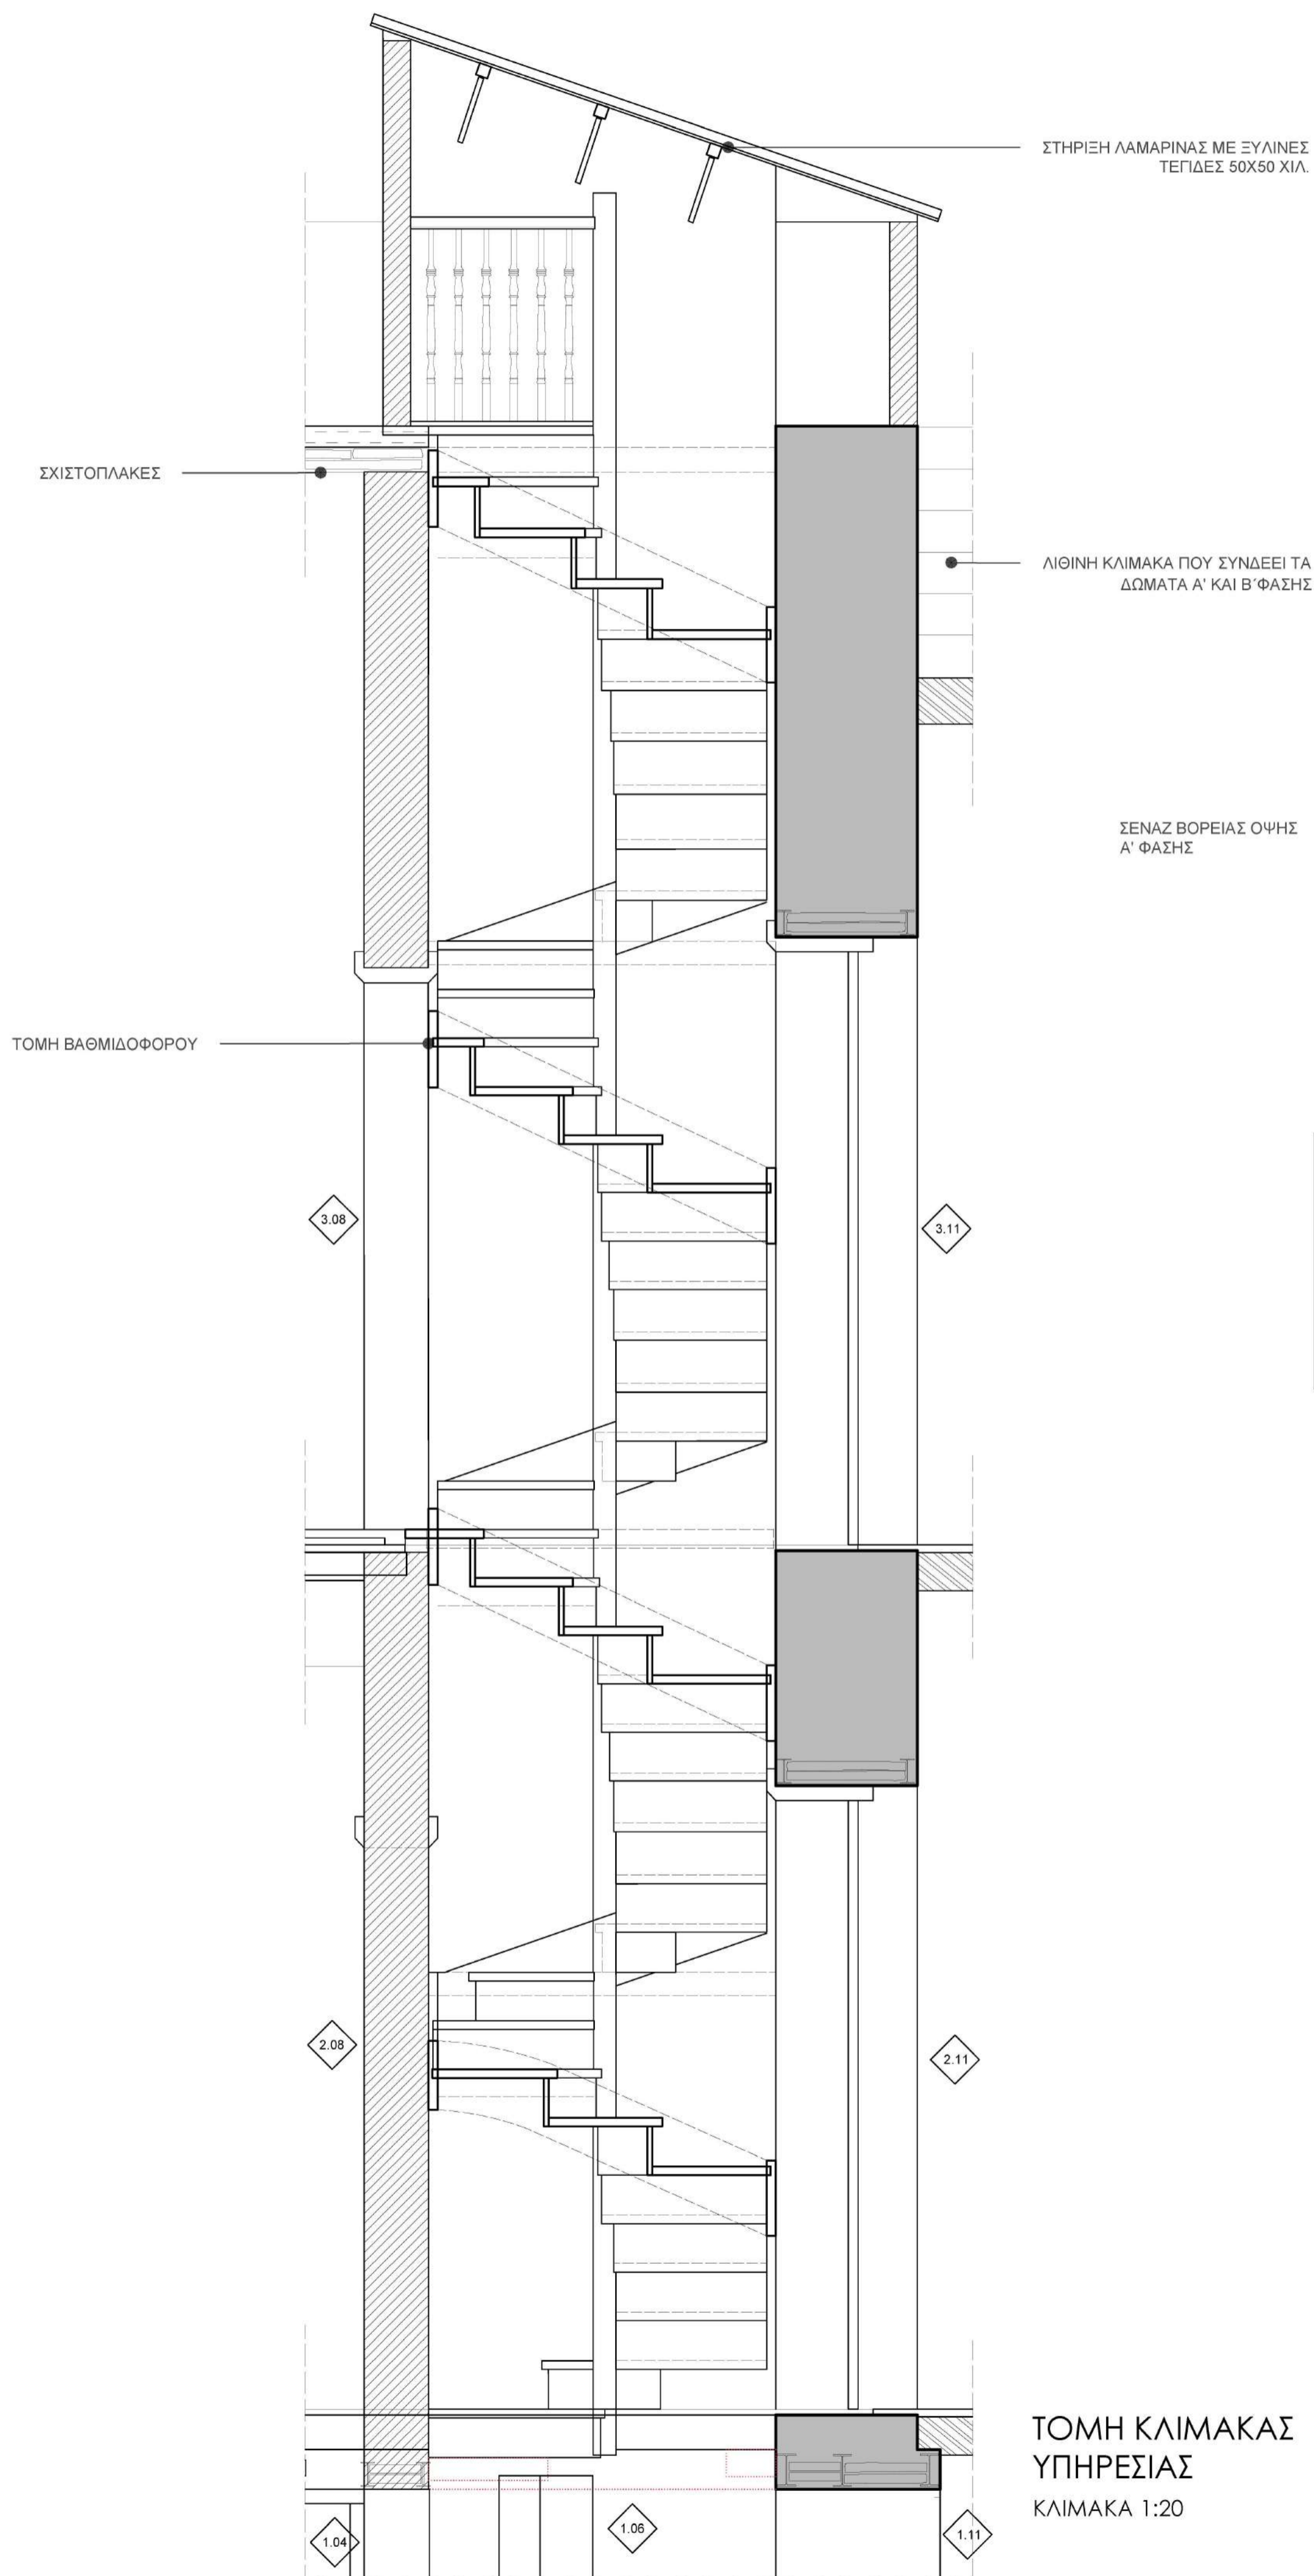 ΣΤΗΡΙΞΗ ΛΑΜΑΡΙΝΑΣ ΜΕ ΞΥΛΙΝΕΣ
ΤΕΓΙΔΕΣ 50Χ50 ΧΙΛ.
ΣΧΙΣΤΟΠΛΑΚΕΣ
ΛΙΘΙΝΗ ΚΛΙΜΑΚΑ ΠΟΥ ΣΥΝΔΕΕΙ ΤΑ
ΔΩΜΑΤΑ Α' ΚΑΙ Β΄ΦΑΣΗΣ
ΣΕΝΑΖ ΒΟΡΕΙΑΣ ΟΨΗΣ
Α' ΦΑΣΗΣ
ΤΟΜΗ ΒΑΘΜΙΔΟΦΟΡΟΥ
3.08
3.11
2.08
2.11
ΤΟΜΗ ΚΛΙΜΑΚΑΣ
ΥΠΗΡΕΣΙΑΣ
ΚΛΙΜΑΚΑ 1:20
1.04
1.06
1.11